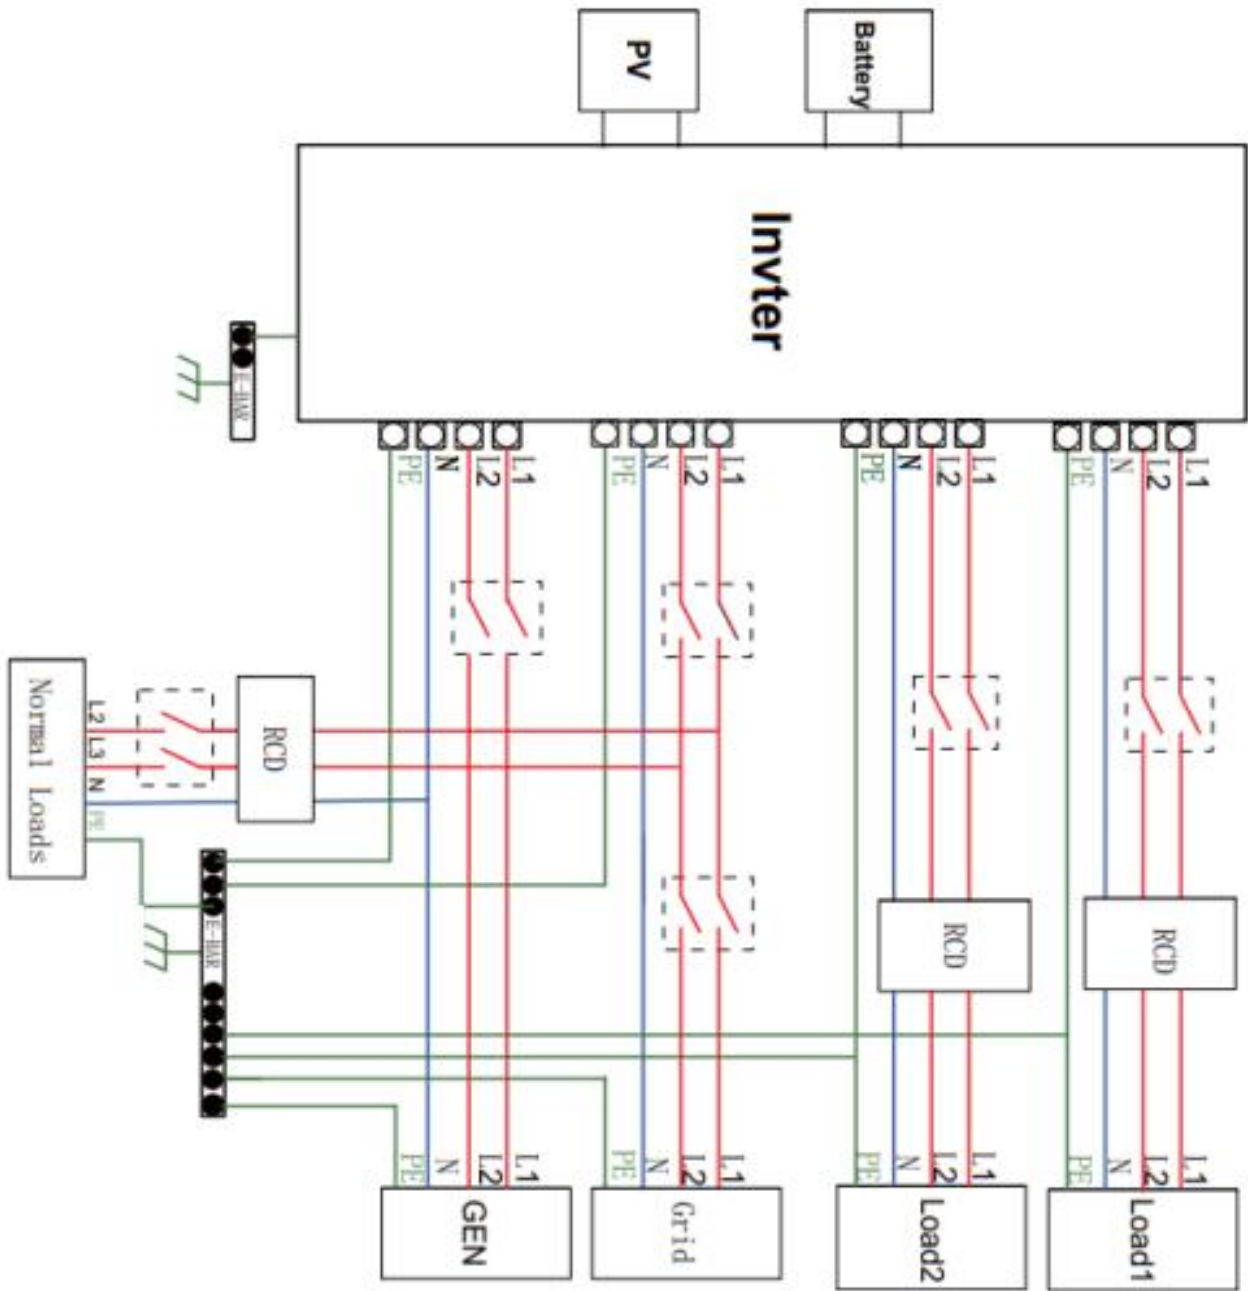 PV
Battery
Invter
E-BAR
PE
N
L2
L1
PE
N
L2
L1
PE
N
L2
L1
PE
N
L2
L1
Normal Loads
L2
L3
N
PE
RCD
E-BAR
RCD
RCD
PE
N
L2
L1
PE
N
L2
L1
PE
N
L2
L1
PE
N
L2
L1
GEN
Grid
Load2
Load1